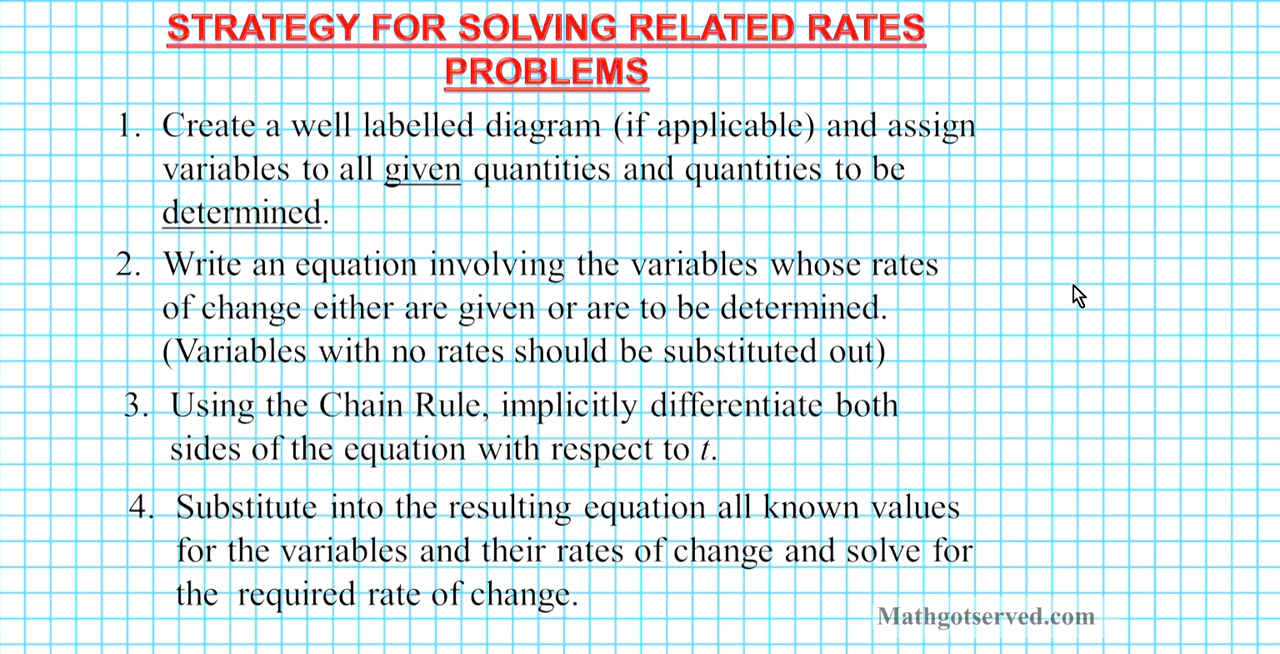 STRATEGY FOR SOLVING RELATED RATES
PROBLEMS
1. Create a well labelled diagram (if applicable) and assign
variables to all given quantities and quantities to be
determined.
2. Write an equation involving the variables whose rates
of change either are given or are to be determined.
(Variables with no rates should be substituted out)
3. Using the Chain Rule, implicitly differentiate both
sides of the equation with respect to t.
4. Substitute into the resulting equation all known values
for the variables and their rates of change and solve for
the required rate of change.
Mathgotserved.com